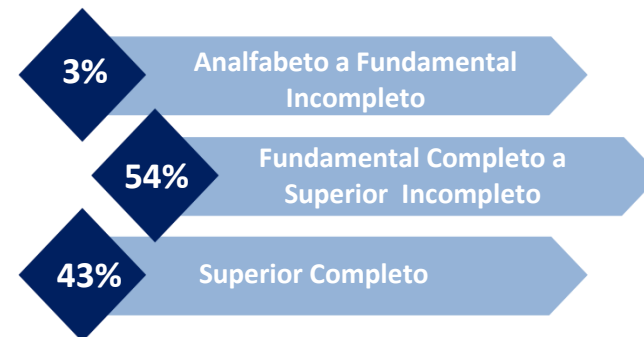 3%
Analfabeto a Fundamental
Incompleto
54%
Fundamental Completo a
Superior Incompleto
43%
Superior Completo